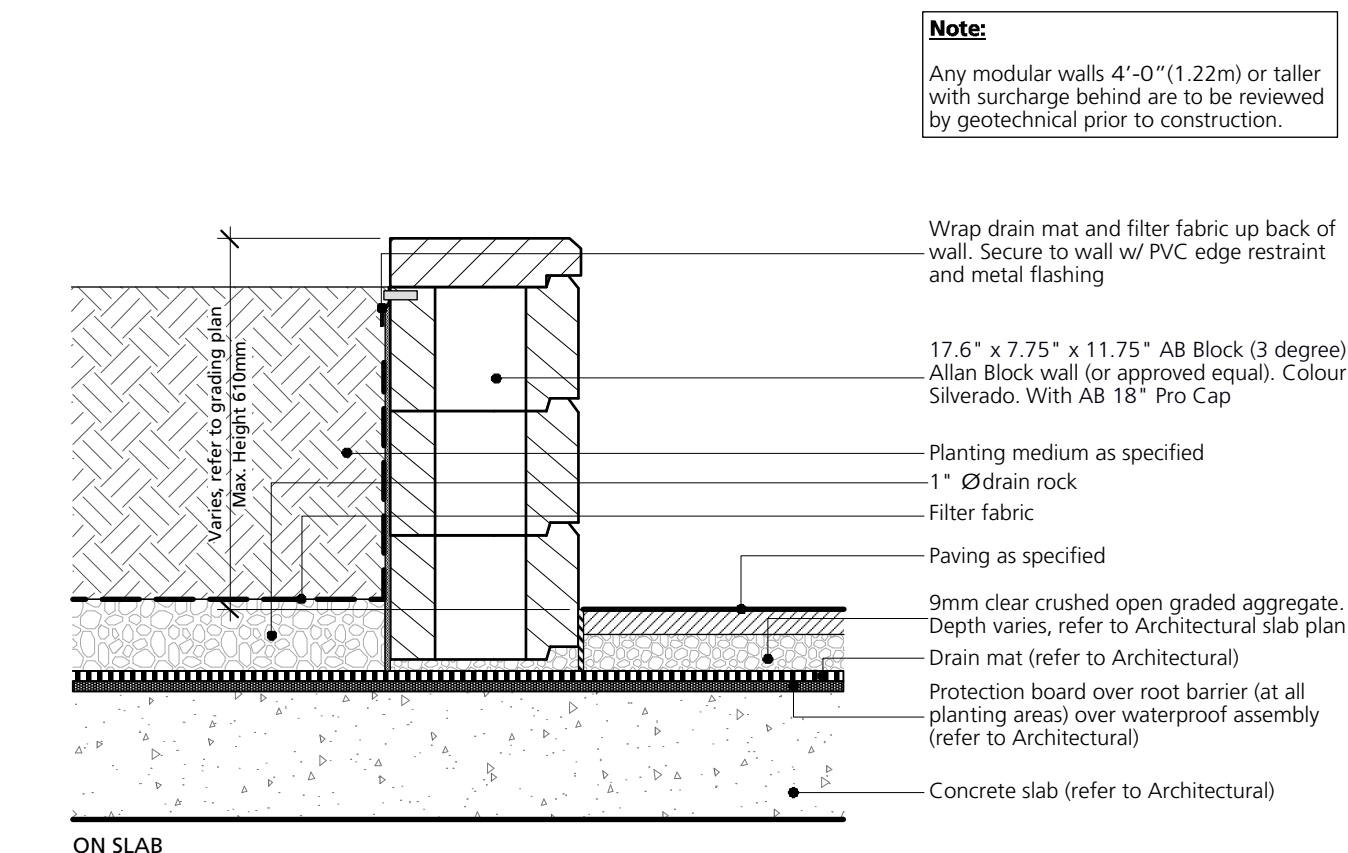 Note:
Any modular walls 4'-0"(1.22m) or taller
with surcharge behind are to be reviewed
by geotechnical prior to construction.
Wrap drain mat and filter fabric up back of
wall. Secure to wall w/ PVC edge restraint
and metal flashing
17.6" x 7.75" x 11.75" AB Block (3 degree)
Allan Block wall (or approved equal). Colour
Silverado. With AB 18" Pro Cap
Varies, refer to grading plan
Max. Height 610mm
Planting medium as specified
1" Ø drain rock
Filter fabric
Paving as specified
9mm clear crushed open graded aggregate.
Depth varies, refer to Architectural slab plan
Drain mat (refer to Architectural)
Protection board over root barrier (at all
planting areas) over waterproof assembly
(refer to Architectural)
Concrete slab (refer to Architectural)
ON SLAB